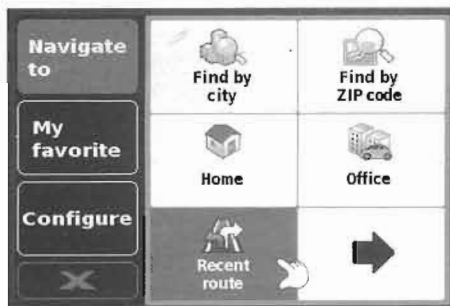 Navigate
to
My
favorite
Configure
Find by
city
Find by
ZIP code
Home
Office
Recent
route